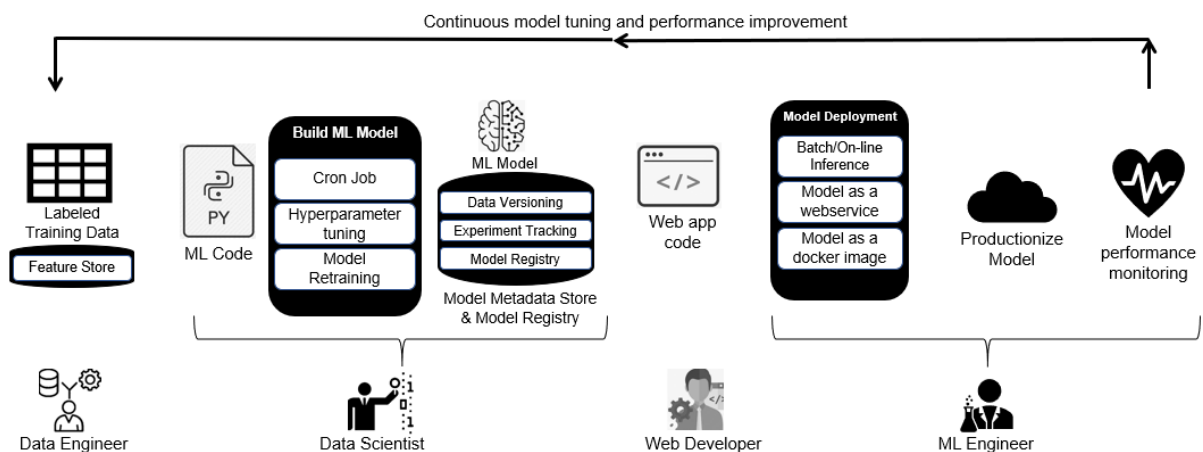 Continuous model tuning and performance improvement
Labeled
Training Data
Feature Store
PY
ML Code
Build ML Model
Cron Job
Hyperparameter
tuning
Model
Retraining
ML Model
Data Versioning
Experiment Tracking
Model Registry
Model Metadata Store
& Model Registry
</>
Web app
code
Model Deployment
Batch/On-line
Inference
Model as a
webservice
Model as a
docker image
Productionize
Model
Model
performance
monitoring
Data Engineer
1
1
Data Scientist
</>
Web Developer
ML Engineer